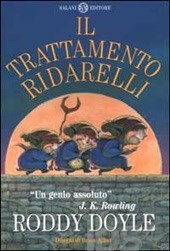 SALANI EDITORE
IL
TRATTAMENTO
RIDARELLI
"Un genio assoluto"
J. K. Rowling
RODDY DOYLE